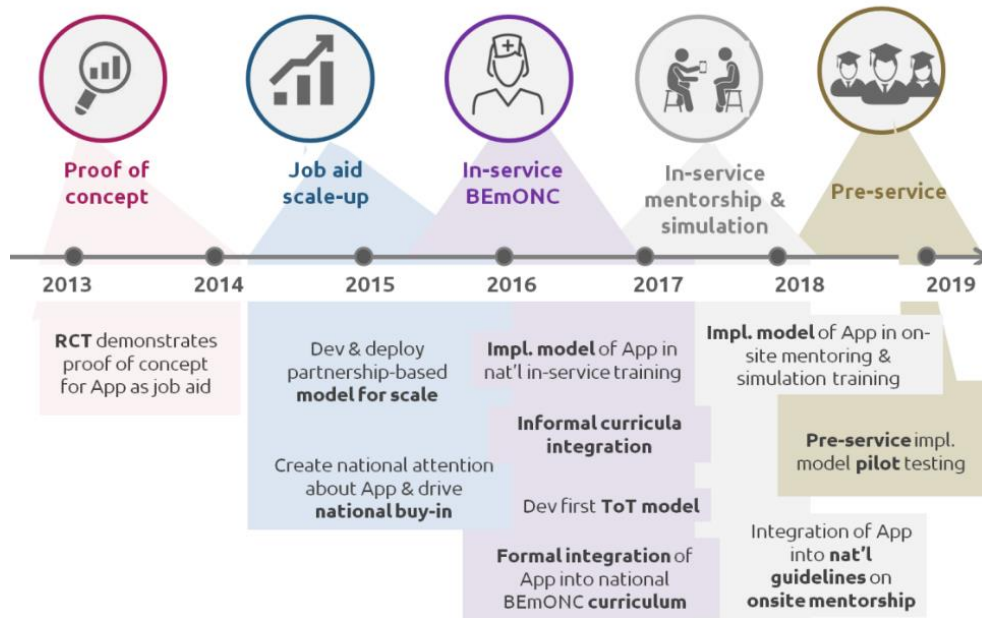 Proof of
concept
Job aid
scale-up
In-service
BEmONC
In-service
mentorship &
simulation
Pre-service
2013
2014
2015
2016
2017
2018
2019
RCT demonstrates
proof of concept
for App as job aid
Dev & deploy
partnership-based
model for scale
Create national attention
about App & drive
national buy-in
Impl. model of App in
nat'l in-service training
Informal curricula
integration
Dev first ToT model
Formal integration of
App into national
BEmONC curriculum
Impl. model of App in on-
site mentoring &
simulation training
Integration of App
into nat'l
guidelines on
onsite mentorship
Pre-service impl.
model pilot testing